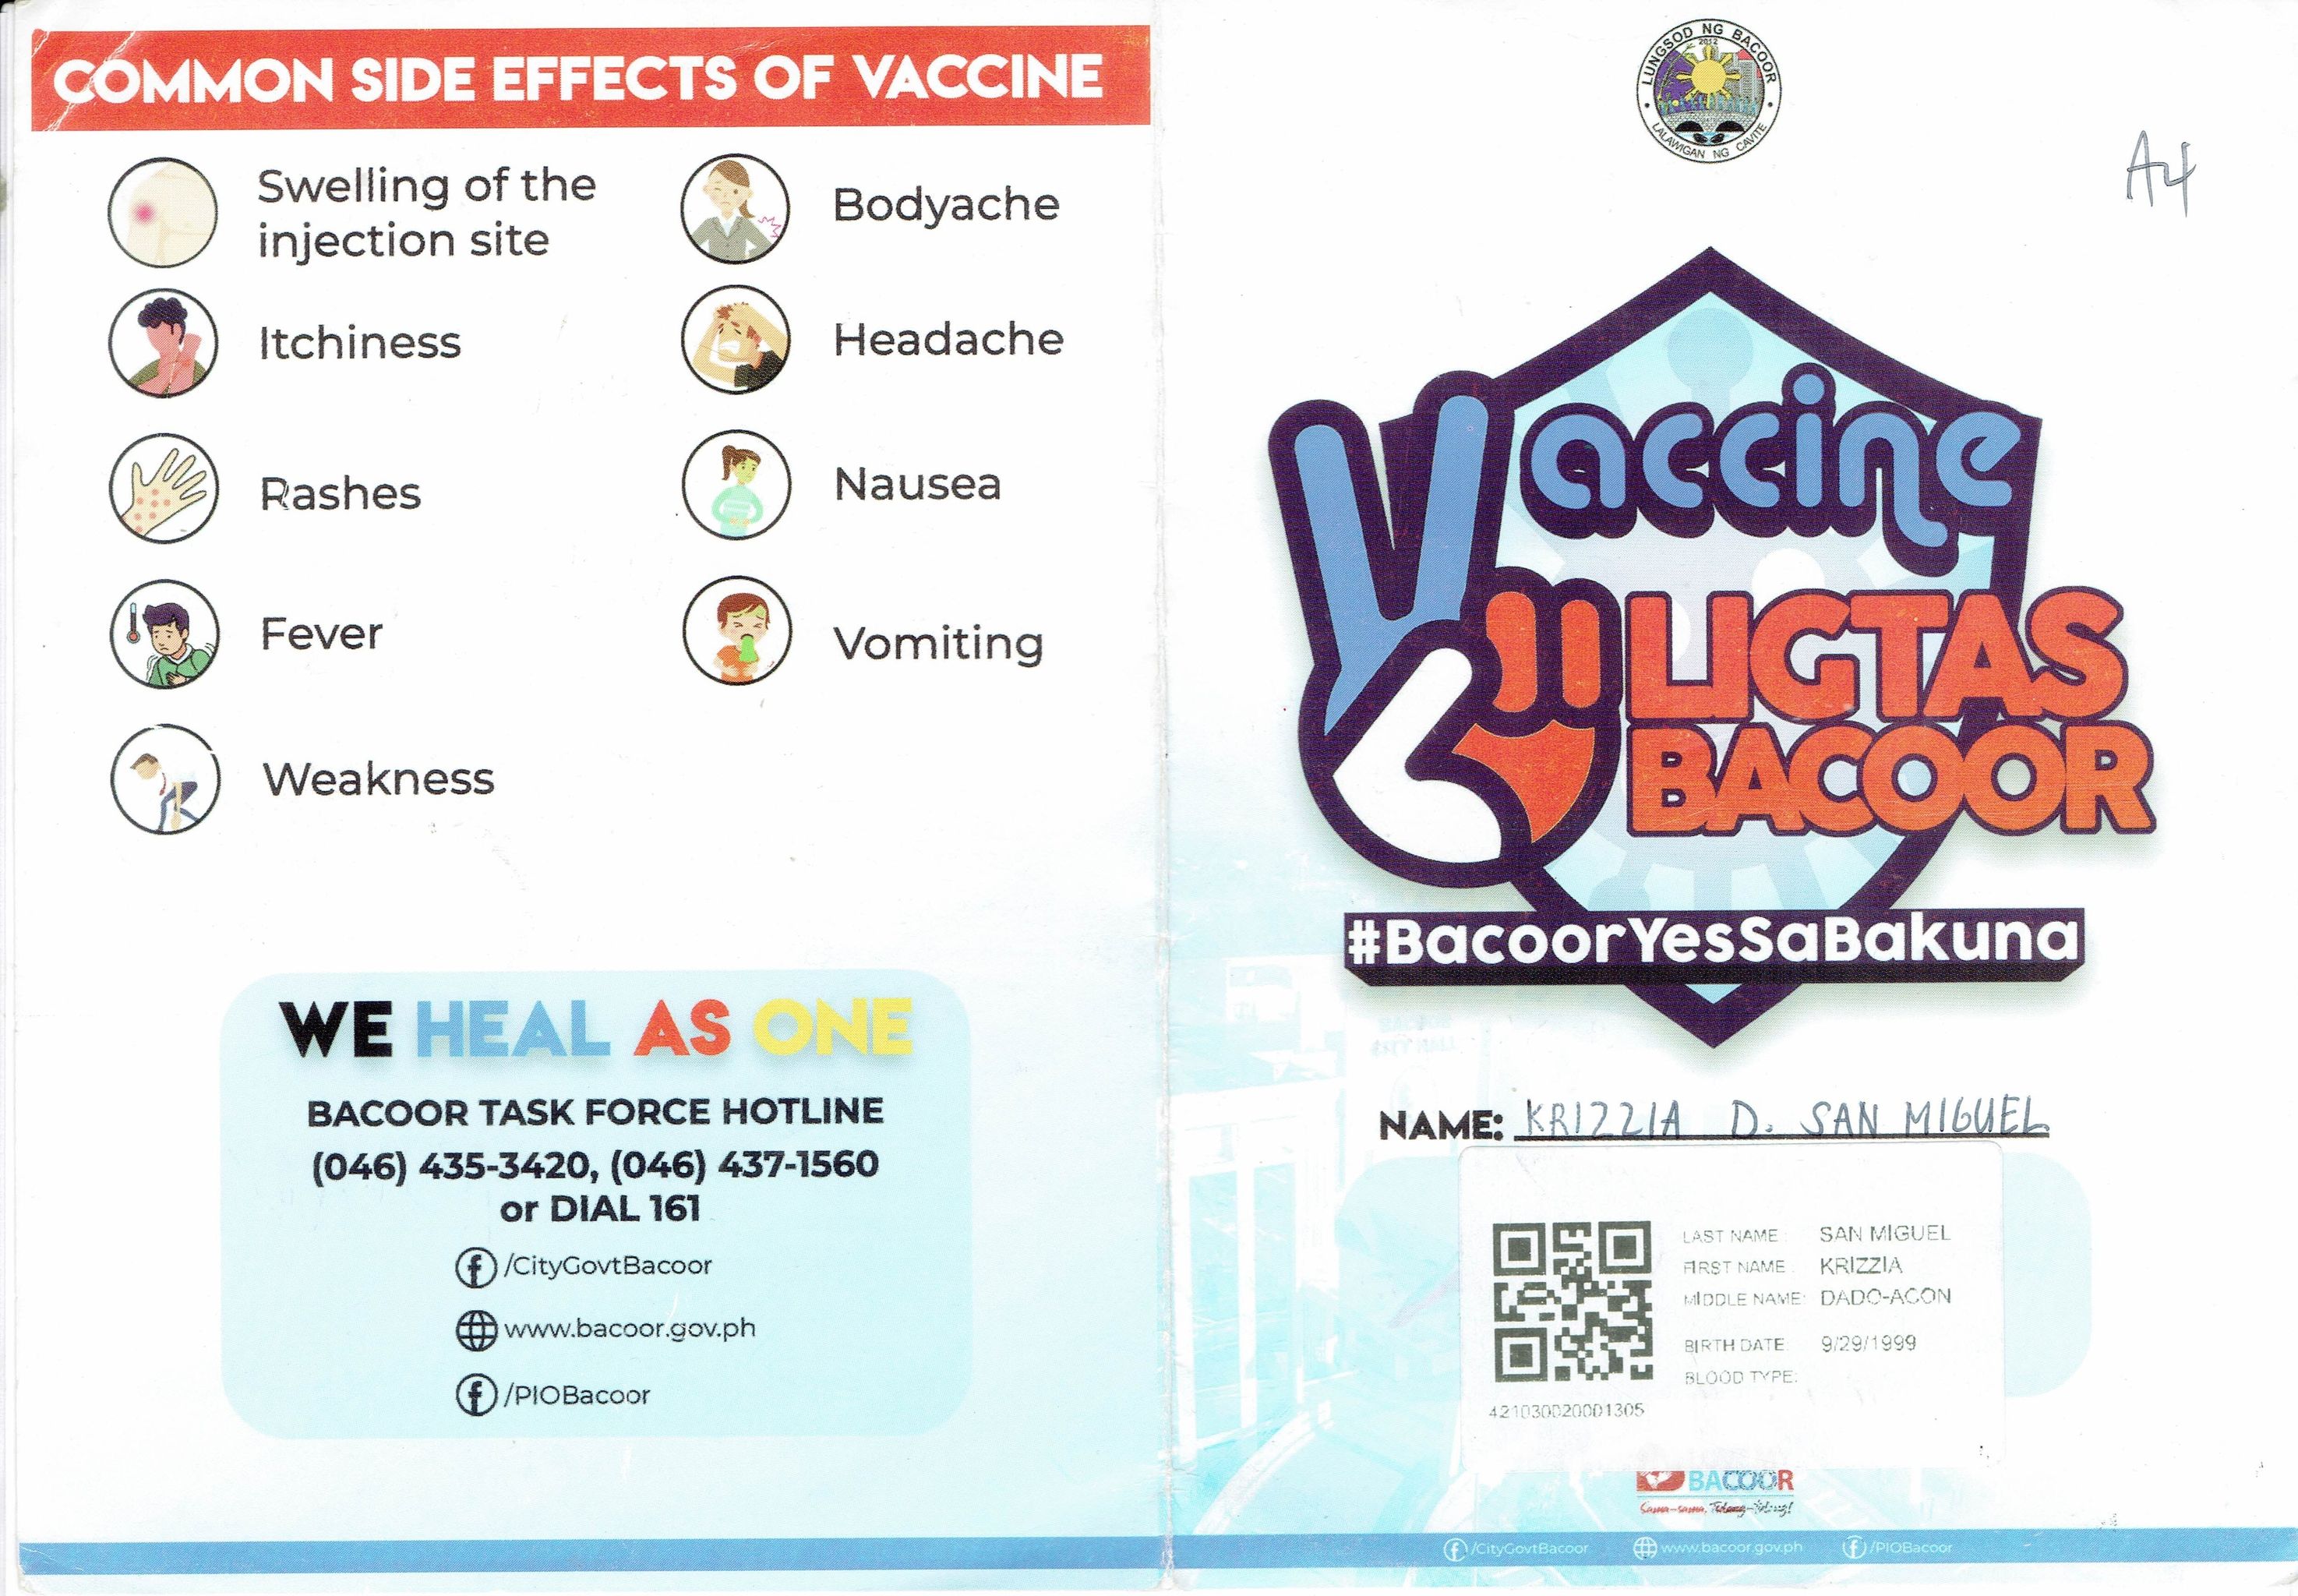 COMMON SIDE EFFECTS OF VACCINE
Swelling of the
injection site
Itchiness
Rashes
Fever
Weakness
Bodyache
Headache
Nausea
Vomiting
WE HEAL AS ONE
BACOOR TASK FORCE HOTLINE
(046) 435-3420, (046) 437-1560
or DIAL 161
/CityGovtBacoor
www.bacoor.gov.ph
/PIOBacoor
LUNGSOD NG BACOOR
2012
LALAWIGAN NG CAVITE
A4
Vaccine
LIGTAS
BACOOR
#BacoorYesSaBakuna
NAME: KRIZZIA D. SAN MIGUEL
LAST NAME: SAN MIGUEL
FIRST NAME: KRIZZIA
MIDDLE NAME: DADO-ACON
BIRTH DATE: 9/29/1999
BLOOD TYPE:
421030020001305
BACOOR
Sama-sama, Tulong-tulong!
/CityGovtBacoor www.bacoor.gov.ph /PIOBacoor